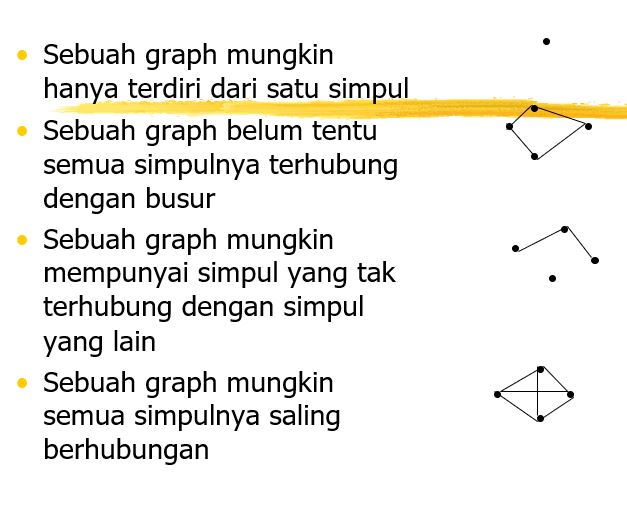 Sebuah graph mungkin
hanya terdiri dari satu simpul
Sebuah graph belum tentu
semua simpulnya terhubung
dengan busur
Sebuah graph mungkin
mempunyai simpul yang tak
terhubung dengan simpul
yang lain
Sebuah graph mungkin
semua simpulnya saling
berhubungan